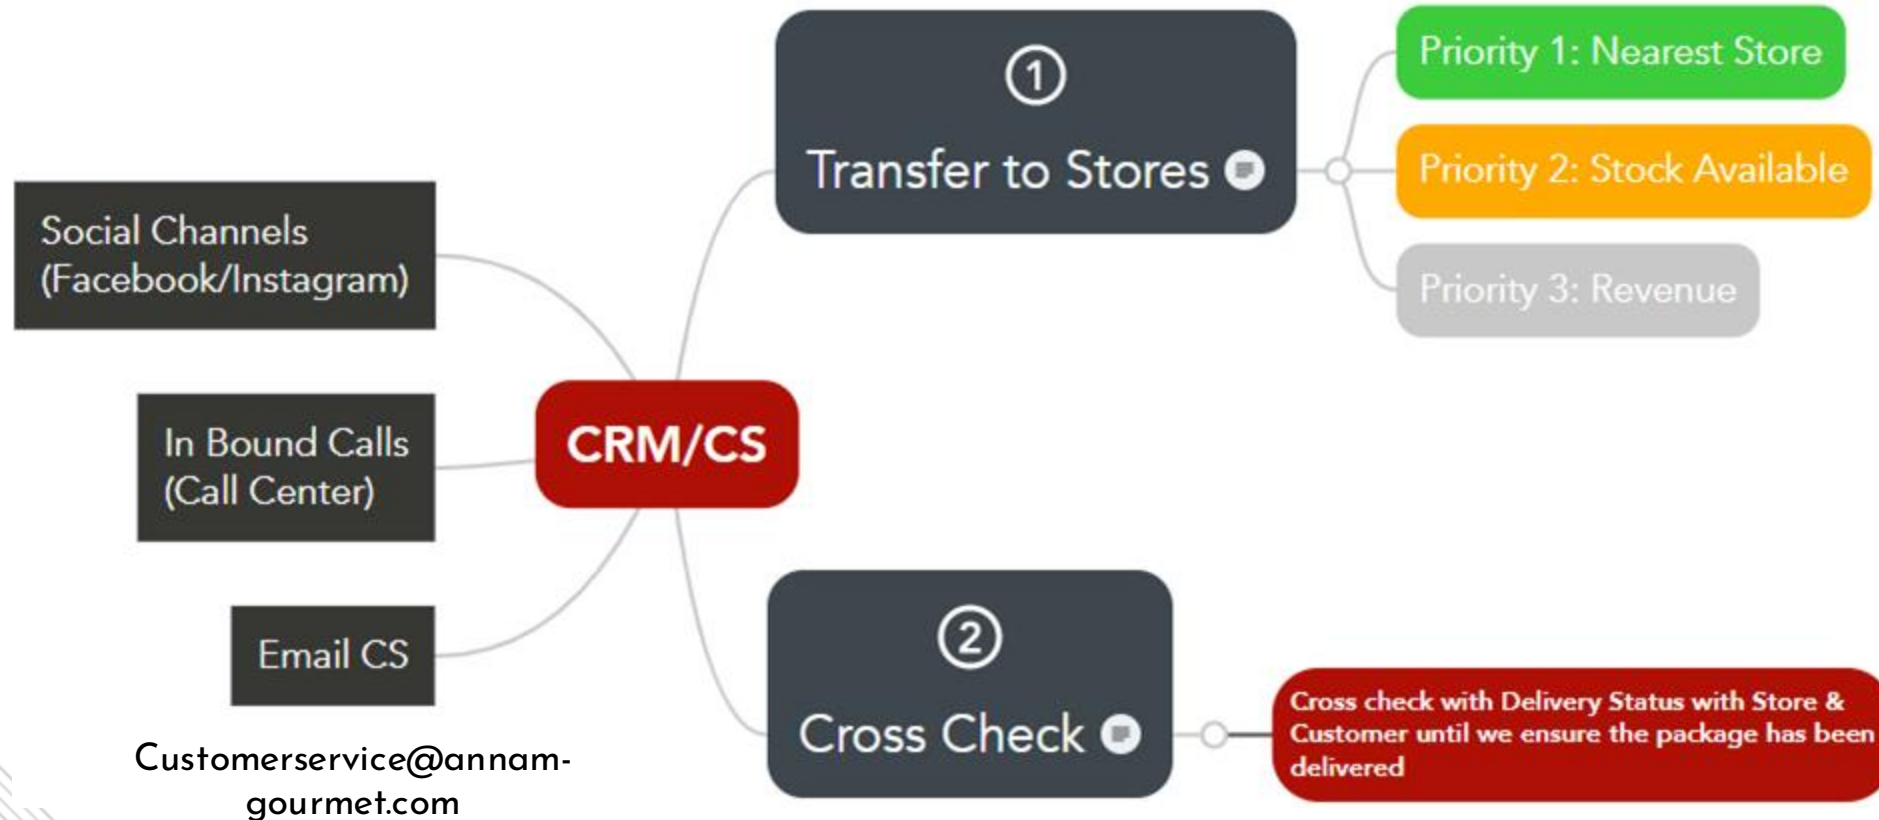 Social Channels
(Facebook/Instagram)
In Bound Calls
(Call Center)
Email CS
Customerservice@annam-
gourmet.com
CRM/CS
1
Transfer to Stores
Priority 1: Nearest Store
Priority 2: Stock Available
Priority 3: Revenue
2
Cross Check
Cross check with Delivery Status with Store &
Customer until we ensure the package has been
delivered